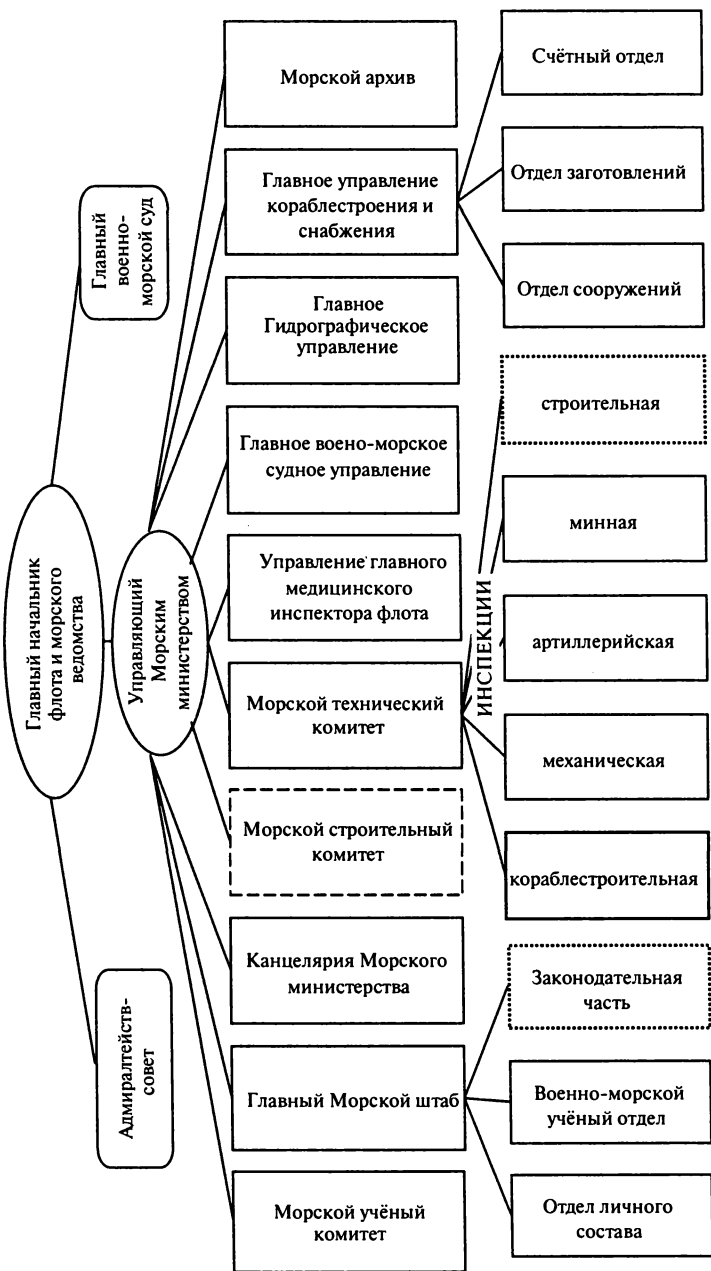 Главный начальник
флота и морского
ведомства
Адмиралтейств-
совет
Главный
военно-
морской суд
Управляющий
Морским
министерством
Морской архив
Главное управление
кораблестроения и
снабжения
Главное
Гидрографическое
управление
Главное воено-морское
судное управление
Управление главного
медицинского
инспектора флота
Морской технический
комитет
Морской строительный
комитет
Канцелярия Морского
министерства
Главный Морской штаб
Морской учёный
комитет
Счётный отдел
Отдел заготовлений
Отдел сооружений
ИНСПЕКЦИИ
строительная
минная
артиллерийская
механическая
кораблестроительная
Законодательная
часть
Военно-морской
учёный отдел
Отдел личного
состава